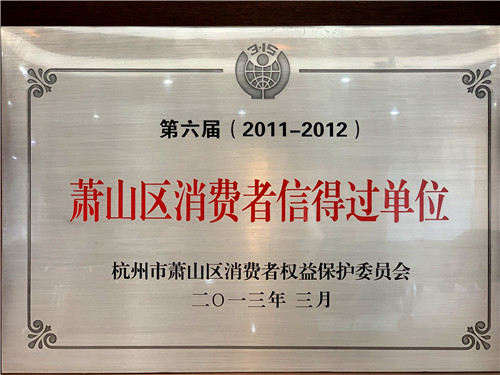 3·15
第六届（2011-2012）
萧山区消费者信得过单位
杭州市萧山区消费者权益保护委员会
二〇一三年 三月